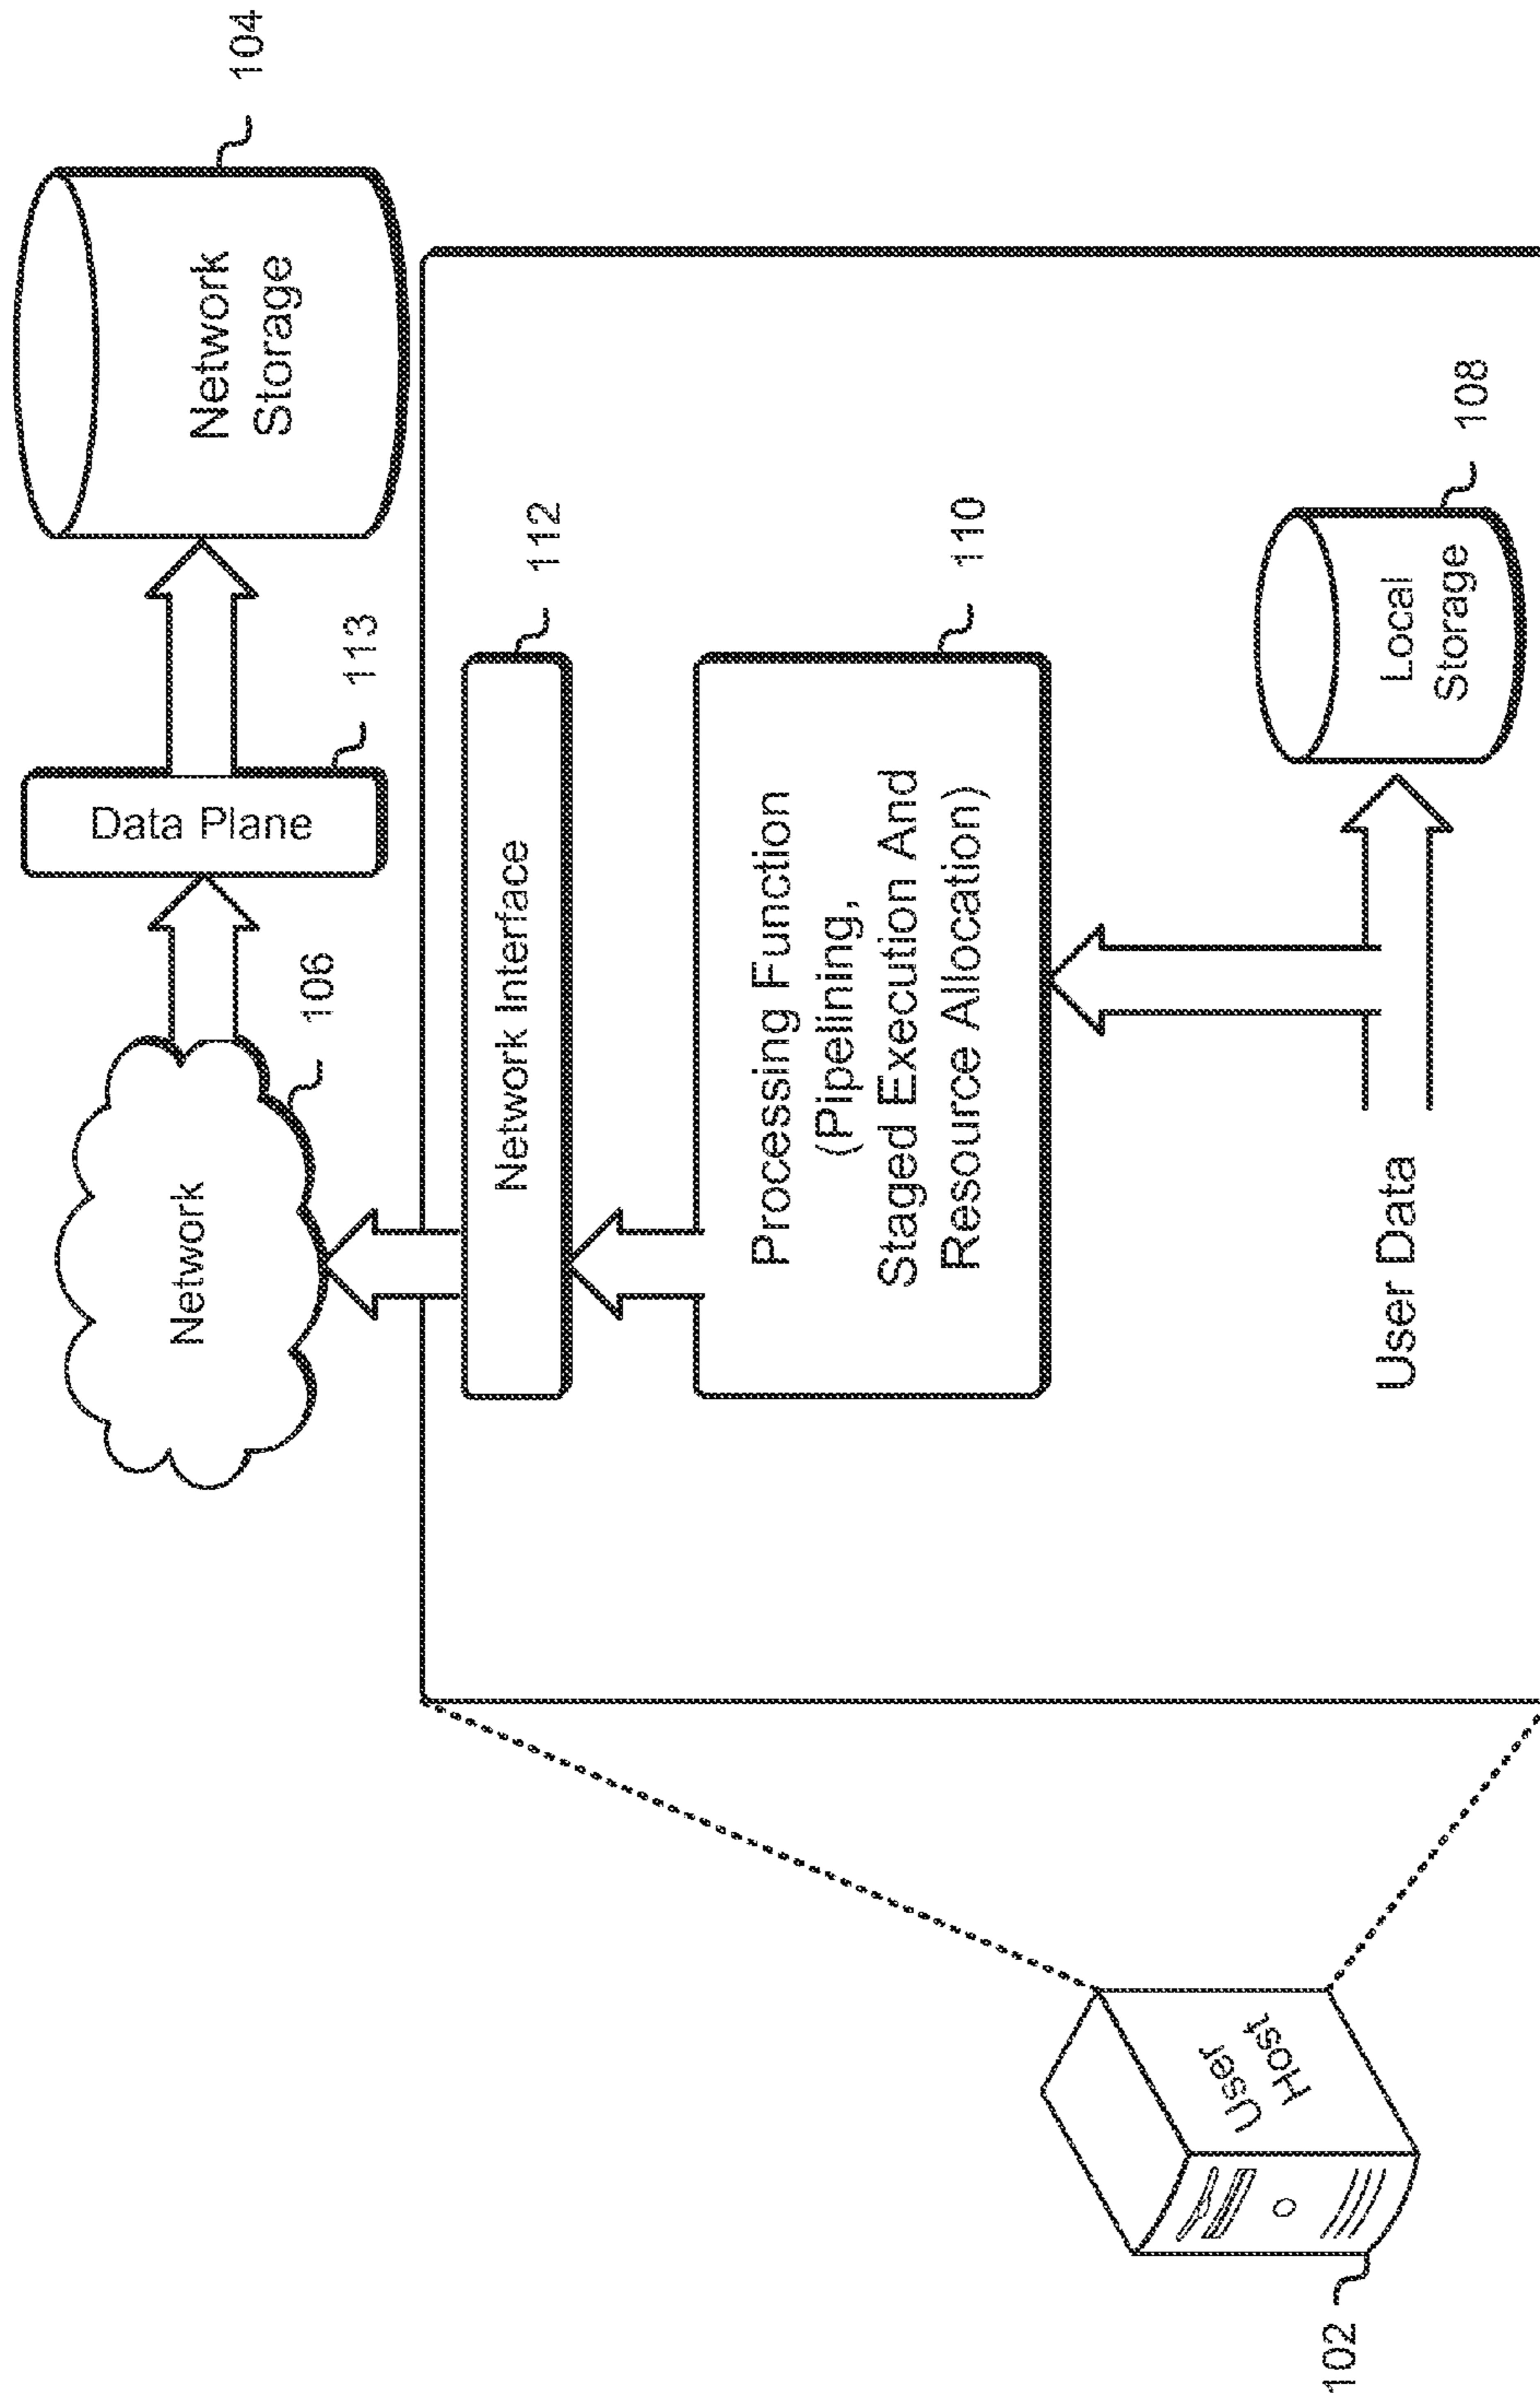 104
Network
Storage
113
Data Plane
106
Network
112
Network Interface
110
Processing Function
(Pipelining,
Staged Execution And
Resource Allocation)
108
Local
Storage
User Data
User
Host
102